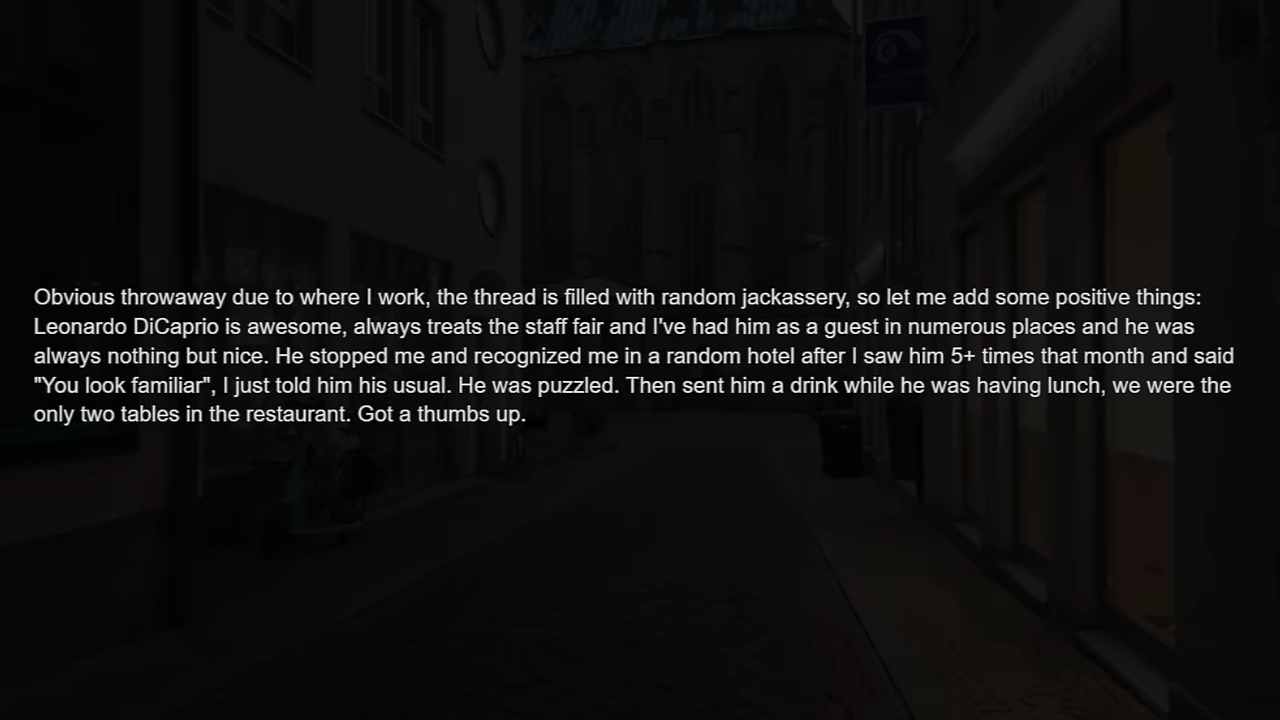 Obvious throwaway due to where I work, the thread is filled with random jackassery, so let me add some positive things:
Leonardo DiCaprio is awesome, always treats the staff fair and I've had him as a guest in numerous places and he was
always nothing but nice. He stopped me and recognized me in a random hotel after I saw him 5+ times that month and said
"You look familiar", I just told him his usual. He was puzzled. Then sent him a drink while he was having lunch, we were the
only two tables in the restaurant. Got a thumbs up.